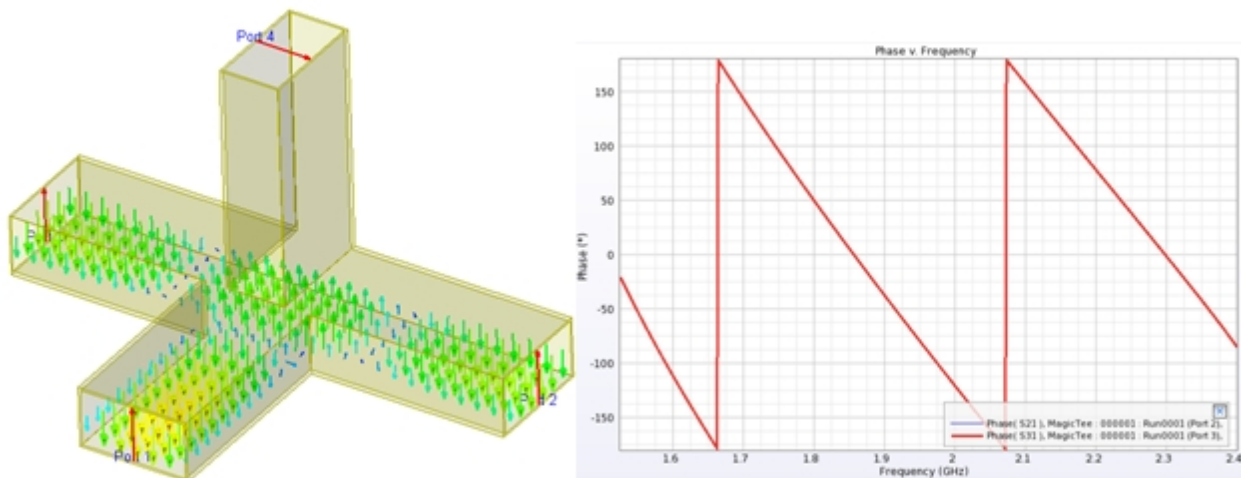 Port 4
P
Port 2
Port 1
Phase v. Frequency
Phase (°)
150
100
50
0
-50
-100
-150
1.6
1.7
1.8
1.9
2
2.1
2.2
2.3
2.4
Frequency (GHz)
Phase( S21 ), MagicTee : 000001 : Run0001 (Port 2),
Phase( S31 ), MagicTee : 000001 : Run0001 (Port 3),